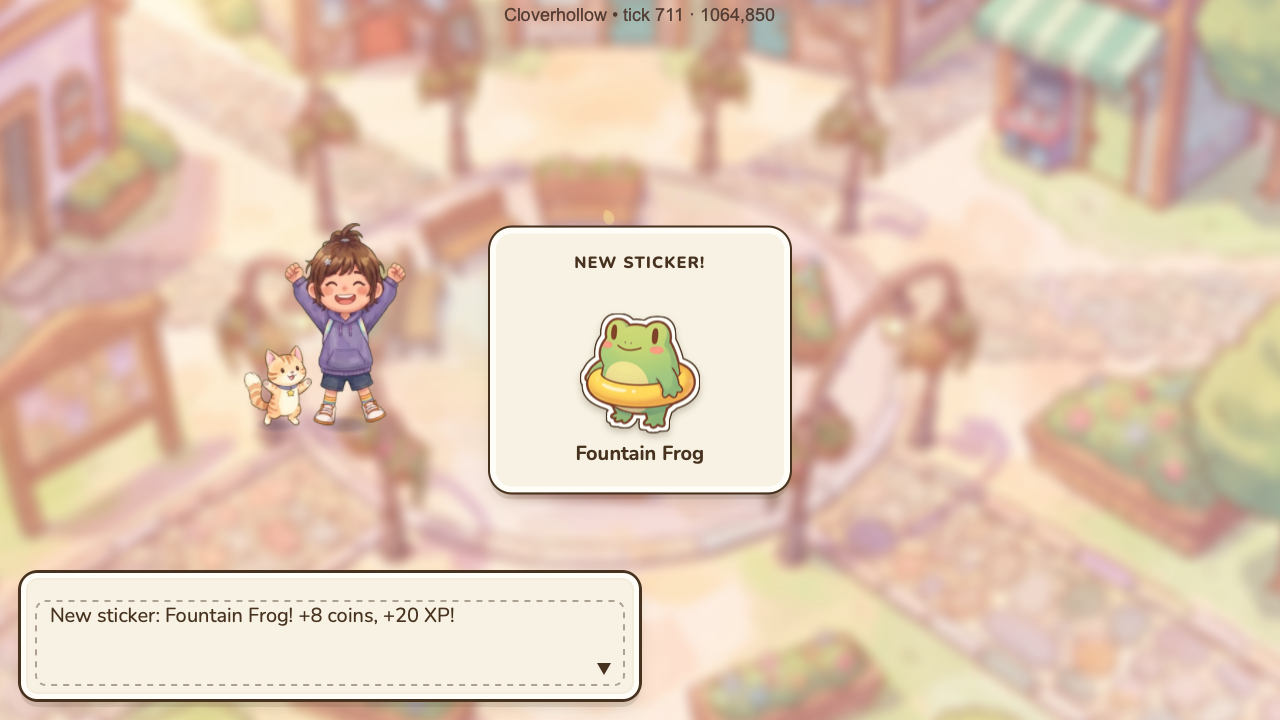 Cloverhollow • tick 711 · 1064,850
NEW STICKER!
Fountain Frog
New sticker: Fountain Frog! +8 coins, +20 XP!